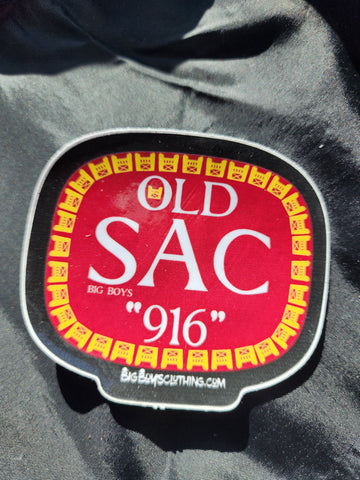 OLD
SAC
BIG BOYS
"916"
BIGBOYSCLOTHING.COM